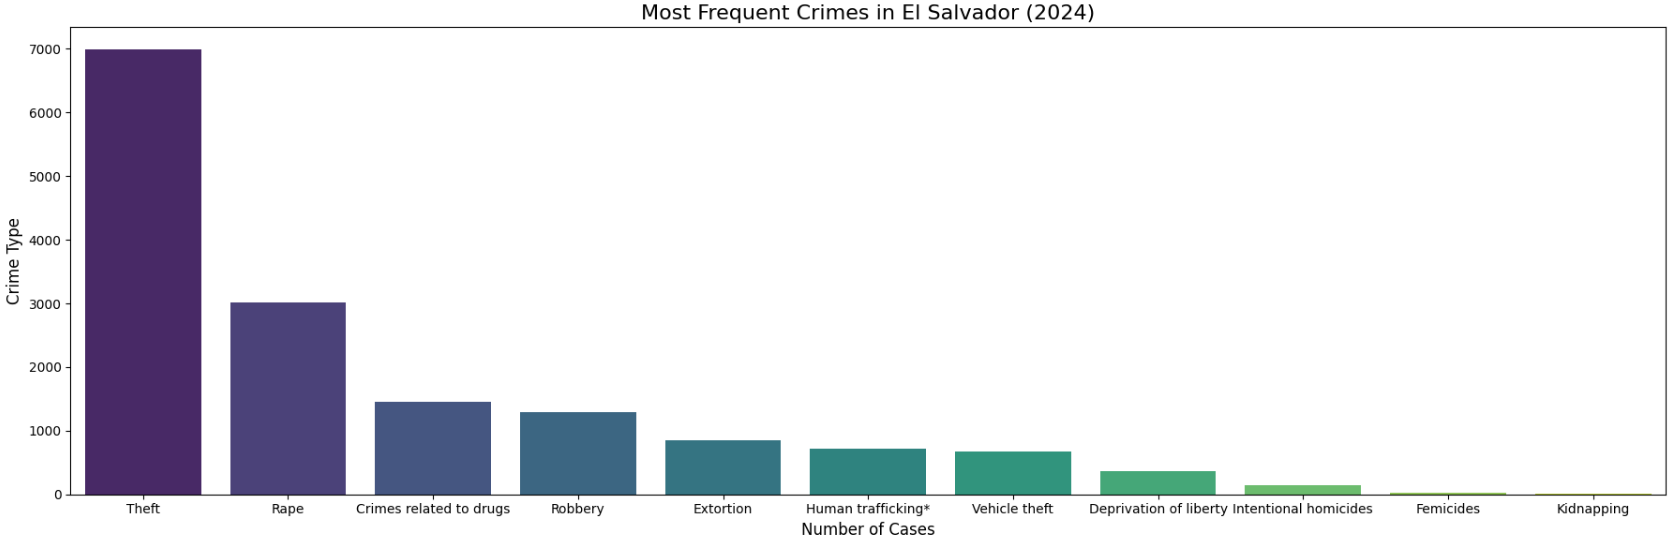 Most Frequent Crimes in El Salvador (2024)
Crime Type
7000
6000
5000
4000
3000
2000
1000
0
Theft Rape Crimes related to drugs Robbery Extortion Human trafficking* Vehicle theft Deprivation of liberty Intentional homicides Femicides Kidnapping
Number of Cases